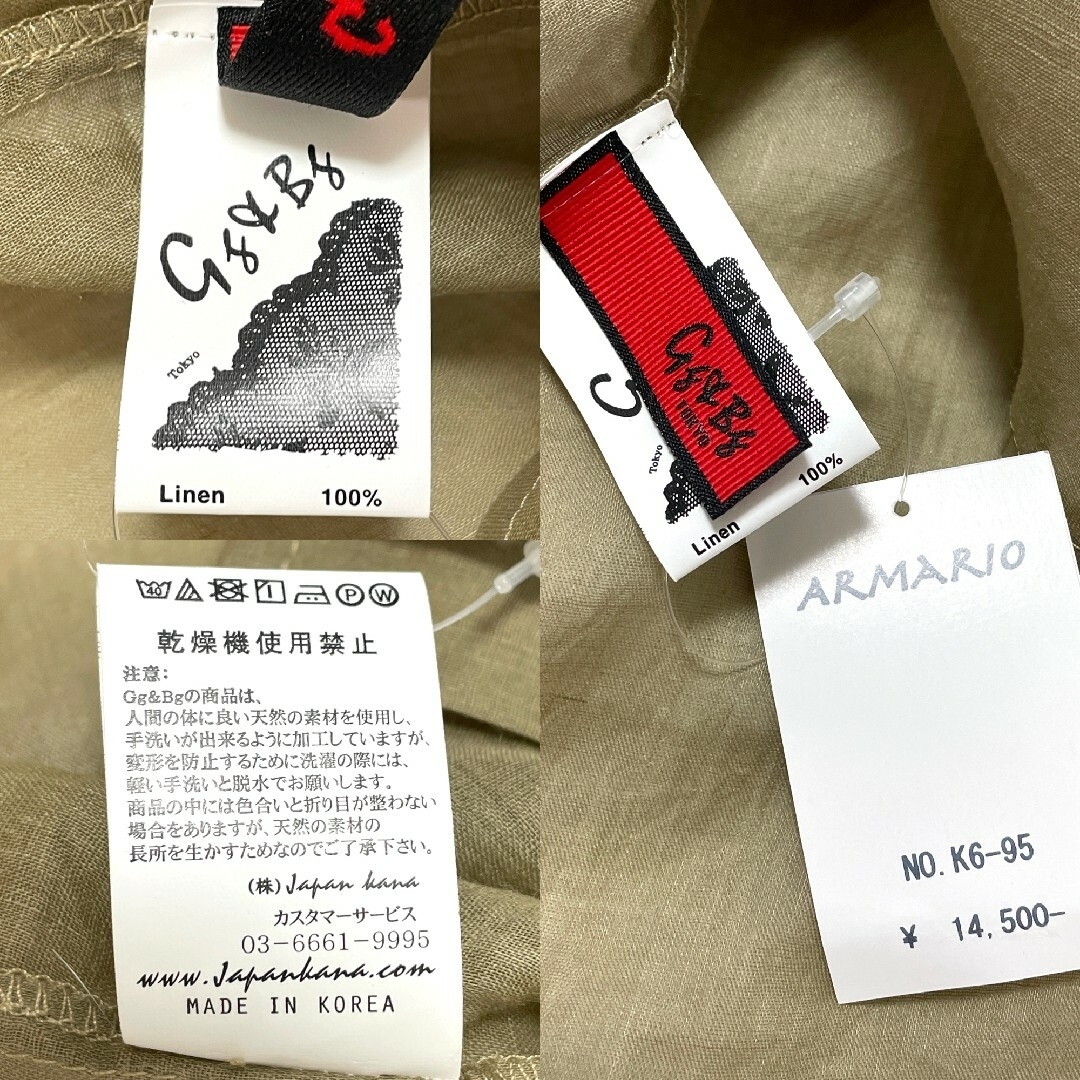 Gg&Bg
Tokyo
Linen 100%
Gg&Bg
TOKYO
Tokyo
Linen 100%
ARMARIO
NO. K6-95
¥ 14,500-
40
乾燥機使用禁止
注意:
Gg&Bgの商品は、
人間の体に良い天然の素材を使用し、
手洗いが出来るように加工していますが、
変形を防止するために洗濯の際には、
軽い手洗いと脱水でお願いします。
商品の中には色合いと折り目が整わない
場合をありますが、天然の素材の
長所を生かすためなのでご了承下さい。
(株) Japan kana
カスタマーサービス
03-6661-9995
www.Japankana.com
MADE IN KOREA